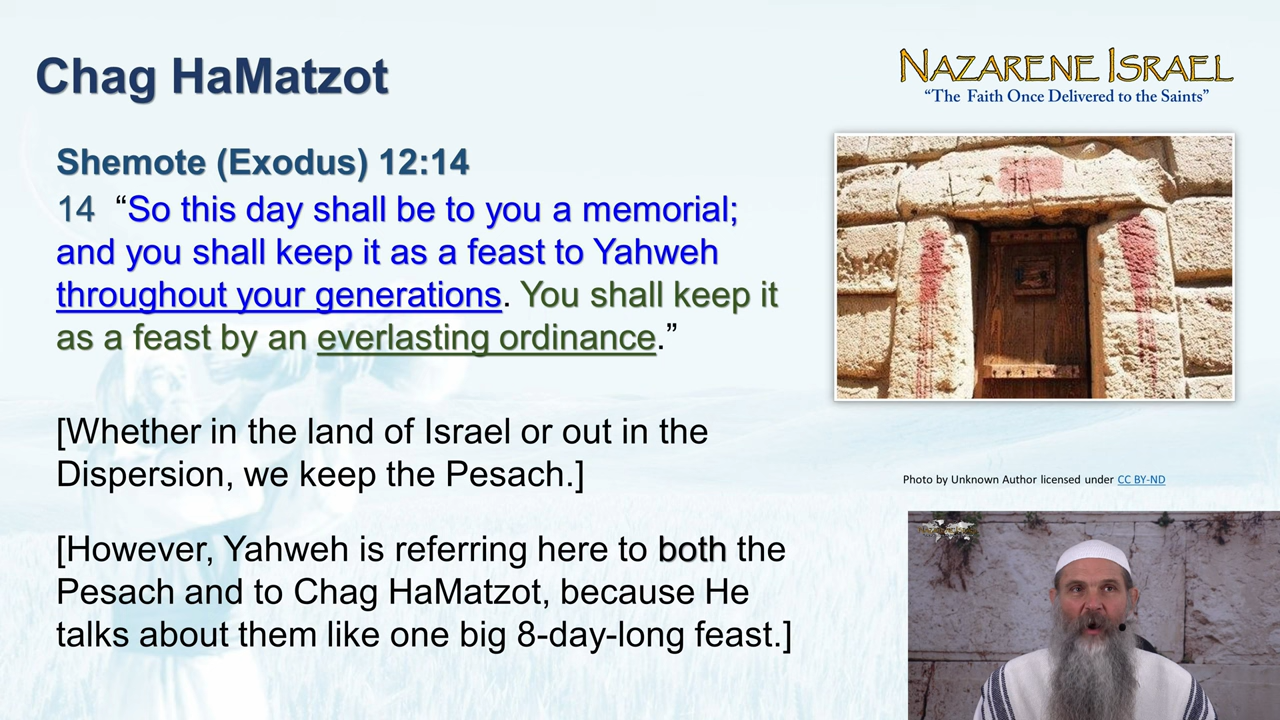 Chag HaMatzot
NAZARENE ISRAEL
“The Faith Once Delivered to the Saints”
Shemote (Exodus) 12:14
14 “So this day shall be to you a memorial;
and you shall keep it as a feast to Yahweh
throughout your generations. You shall keep it
as a feast by an everlasting ordinance.”
[Whether in the land of Israel or out in the
Dispersion, we keep the Pesach.]
[However, Yahweh is referring here to both the
Pesach and to Chag HaMatzot, because He
talks about them like one big 8-day-long feast.]
Photo by Unknown Author licensed under CC BY-ND